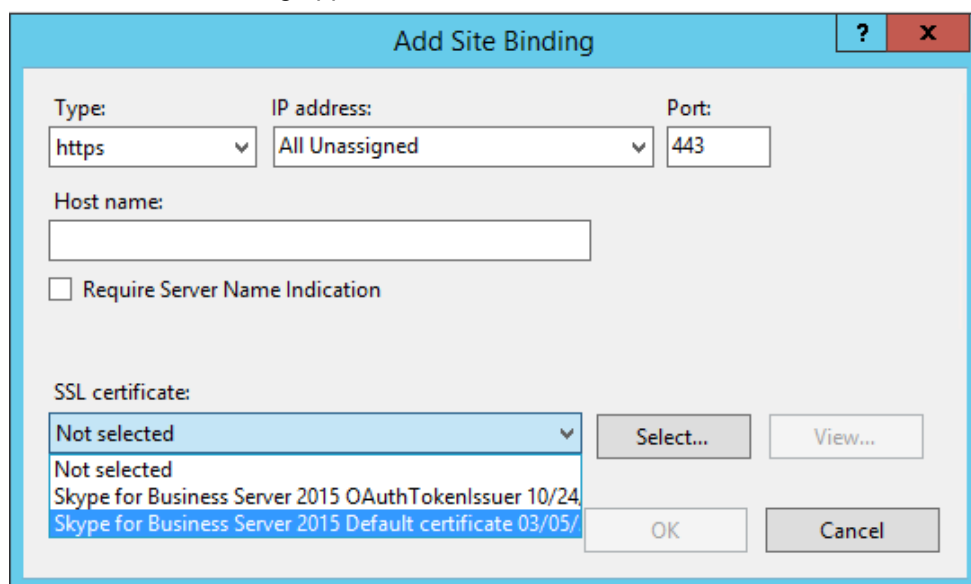 Add Site Binding
?
x
Type:
IP address:
Port:
https
All Unassigned
443
Host name:
Require Server Name Indication
SSL certificate:
Not selected
Select...
View...
Not selected
Skype for Business Server 2015 OAuthTokenIssuer 10/24,
Skype for Business Server 2015 Default certificate 03/05/
OK
Cancel